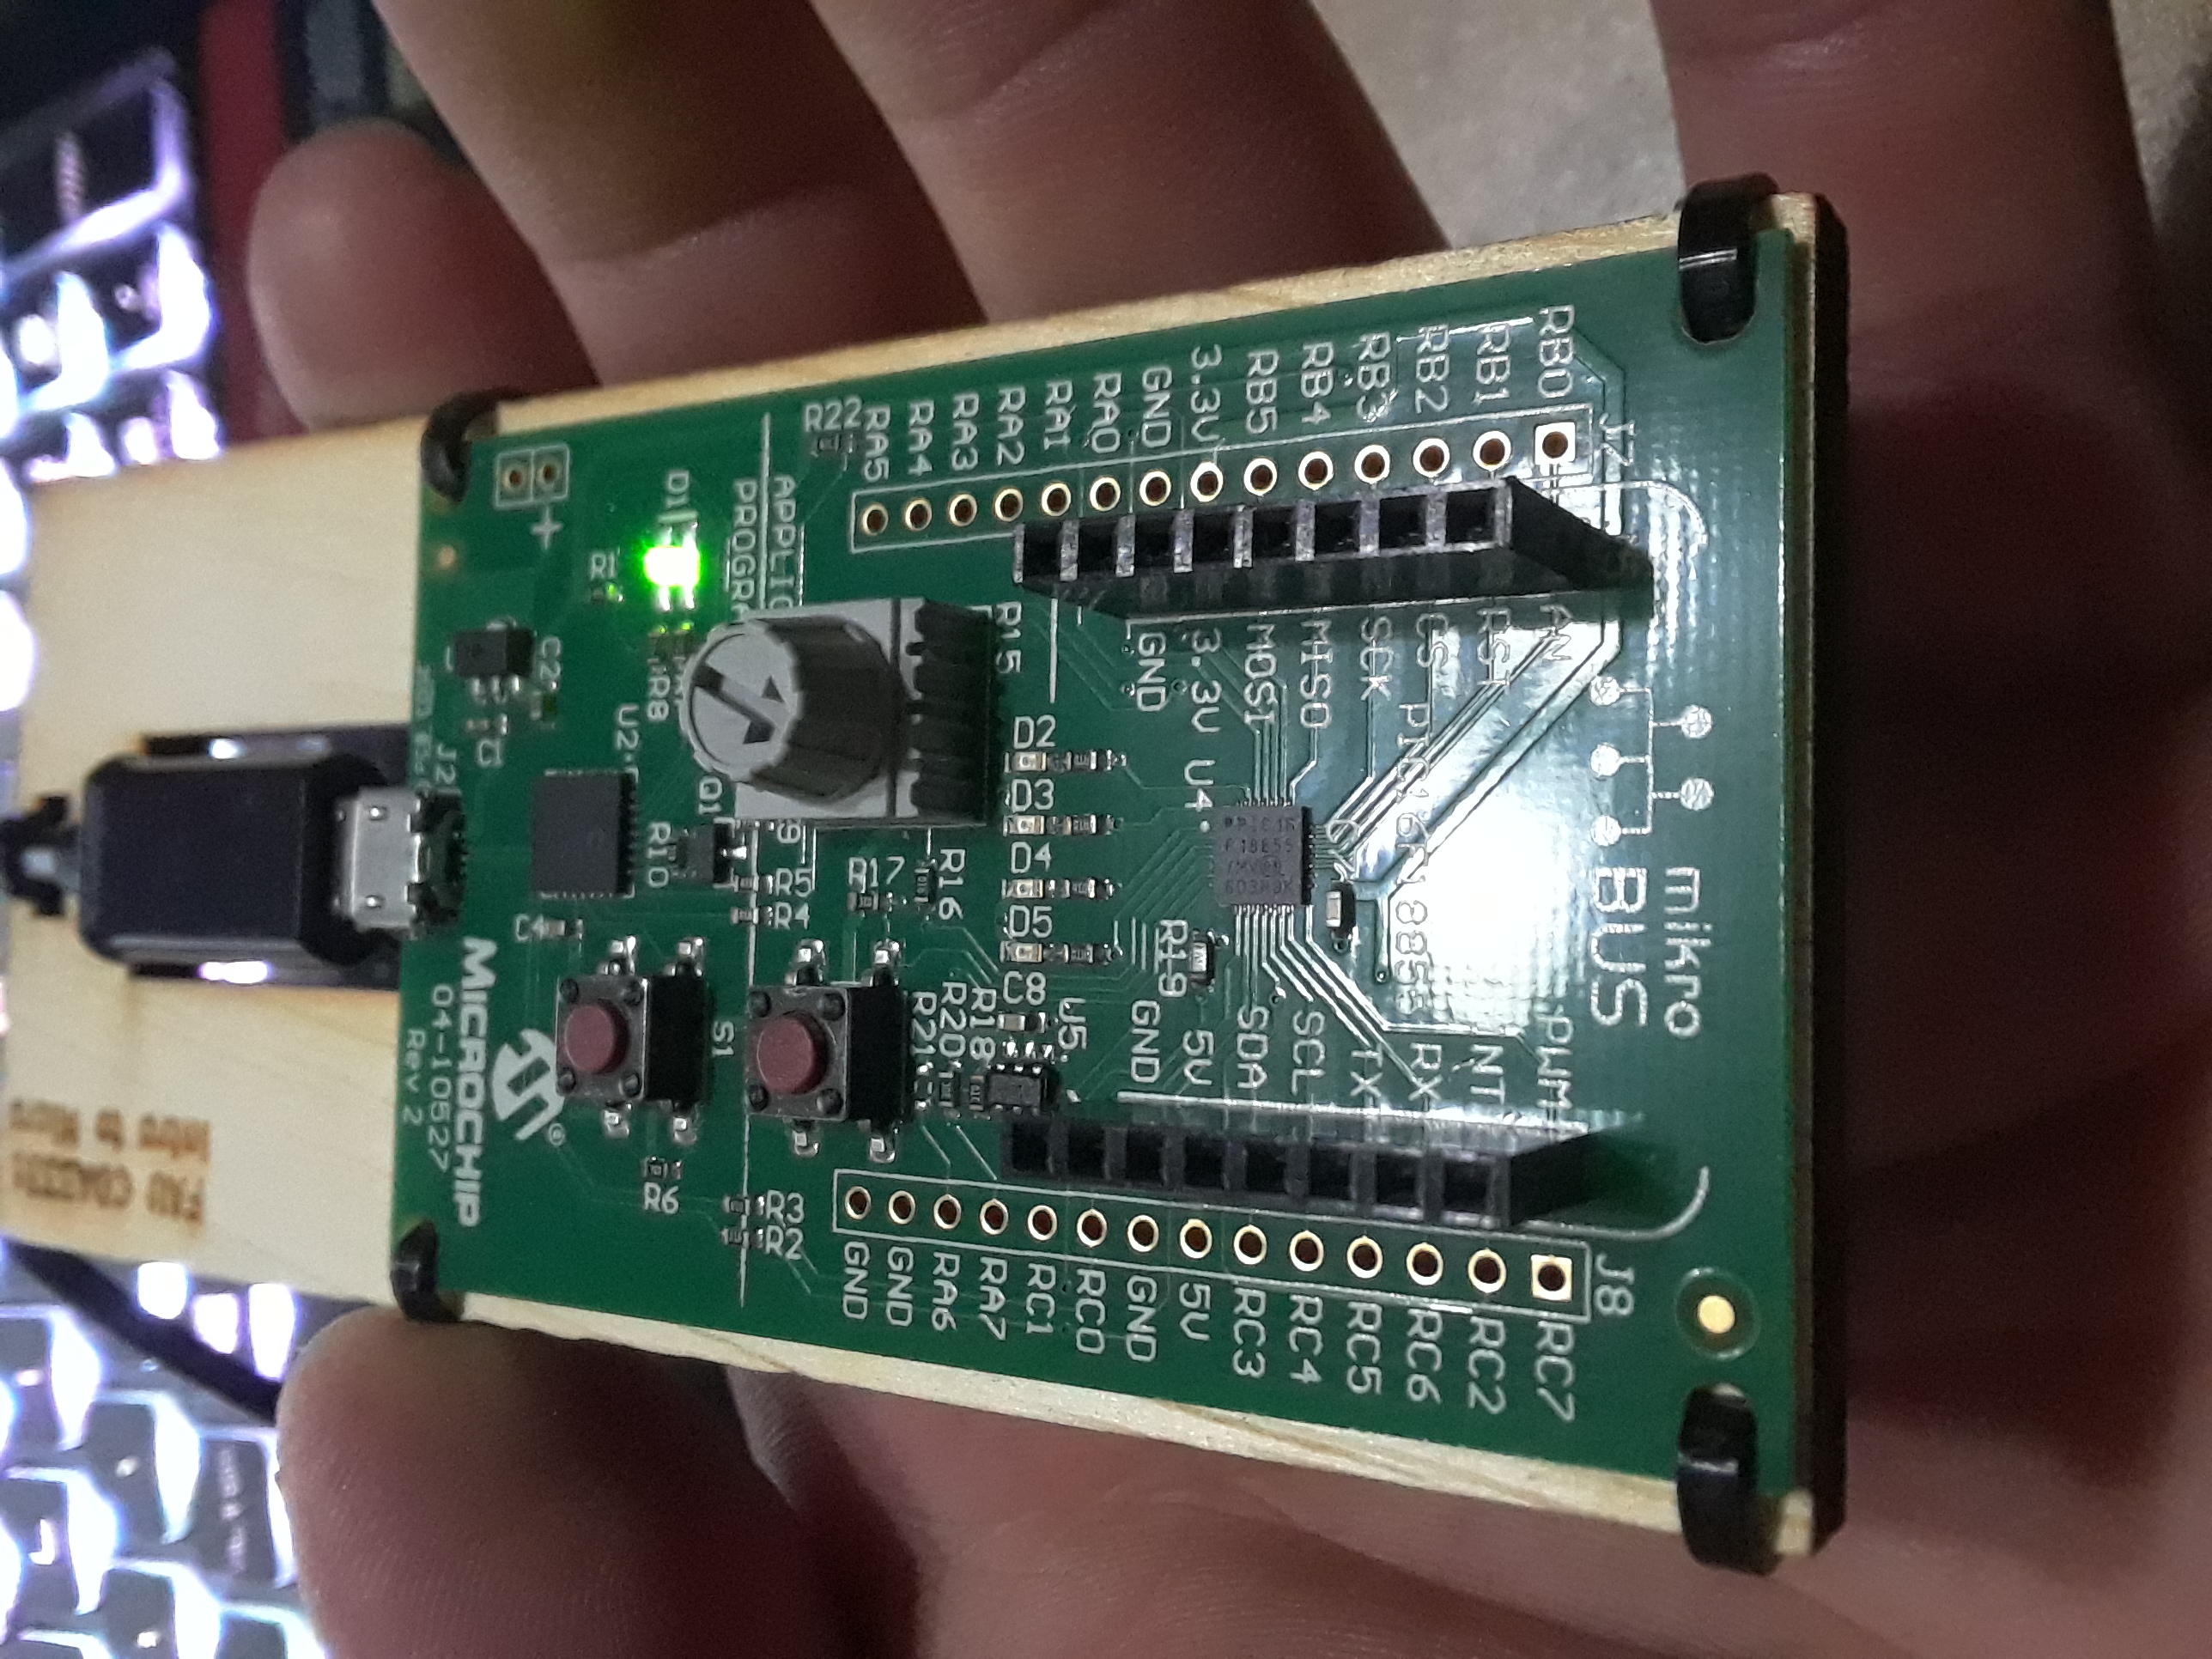 MICROCHIP
04-10527
Rev 2
J2
C1
C2
+
C4
U2
R1
D1
R10
R8
Q1
R6
S1
R2
R3
R4
R5
R22
R17
R16
R21
R20
R18
C8
U5
R15
D5
D4
D3
D2
R19
U4
GND
GND
RA6
RA7
RC1
RC0
GND
5V
RC3
RC4
RC5
RC6
RC2
RC7
J8
GND
5V
SDA
SCL
TX
RX
INT
PWM
GND
3.3V
MOSI
MISO
SCK
CS
RST
AN
RA5
RA4
RA3
RA2
RA1
RA0
GND
3.3V
RB5
RB4
RB3
RB2
RB1
RB0
J7
PIC16F18855
mikro
BUS